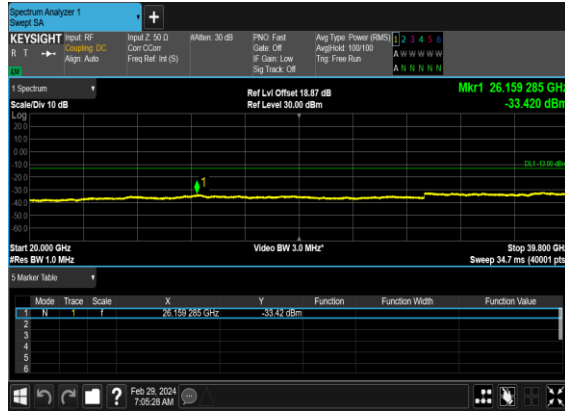 Spectrum Analyzer 1
Swept SA
+
KEYSIGHT Input: RF Input Z: 50 Ω #Atten: 30 dB PNO: Fast Avg Type: Power (RMS) 1 2 3 4 5 6
R T Coupling: DC Corr CCorr Gate: Off Avg|Hold: 100/100 A W W W W W
Align: Auto Freq Ref: Int (S) IF Gain: Low Trig: Free Run
Sig Track: Off A N N N N N
1 Spectrum
Ref Lvl Offset 18.87 dB Mkr1 26.159 285 GHz
Scale/Div 10 dB Ref Level 30.00 dBm -33.420 dBm
Log
20.0
10.0
0.00
-10.0 DL1 -13.00 dBm
-20.0 1
-30.0
-40.0
-50.0
-60.0
Start 20.000 GHz Video BW 3.0 MHz* Stop 39.800 GHz
#Res BW 1.0 MHz Sweep 34.7 ms (40001 pts)
5 Marker Table
Mode Trace Scale X Y Function Function Width Function Value
1 N 1 f 26.159 285 GHz -33.42 dBm
2
3
4
5
6
? Feb 29, 2024
7:05:28 AM